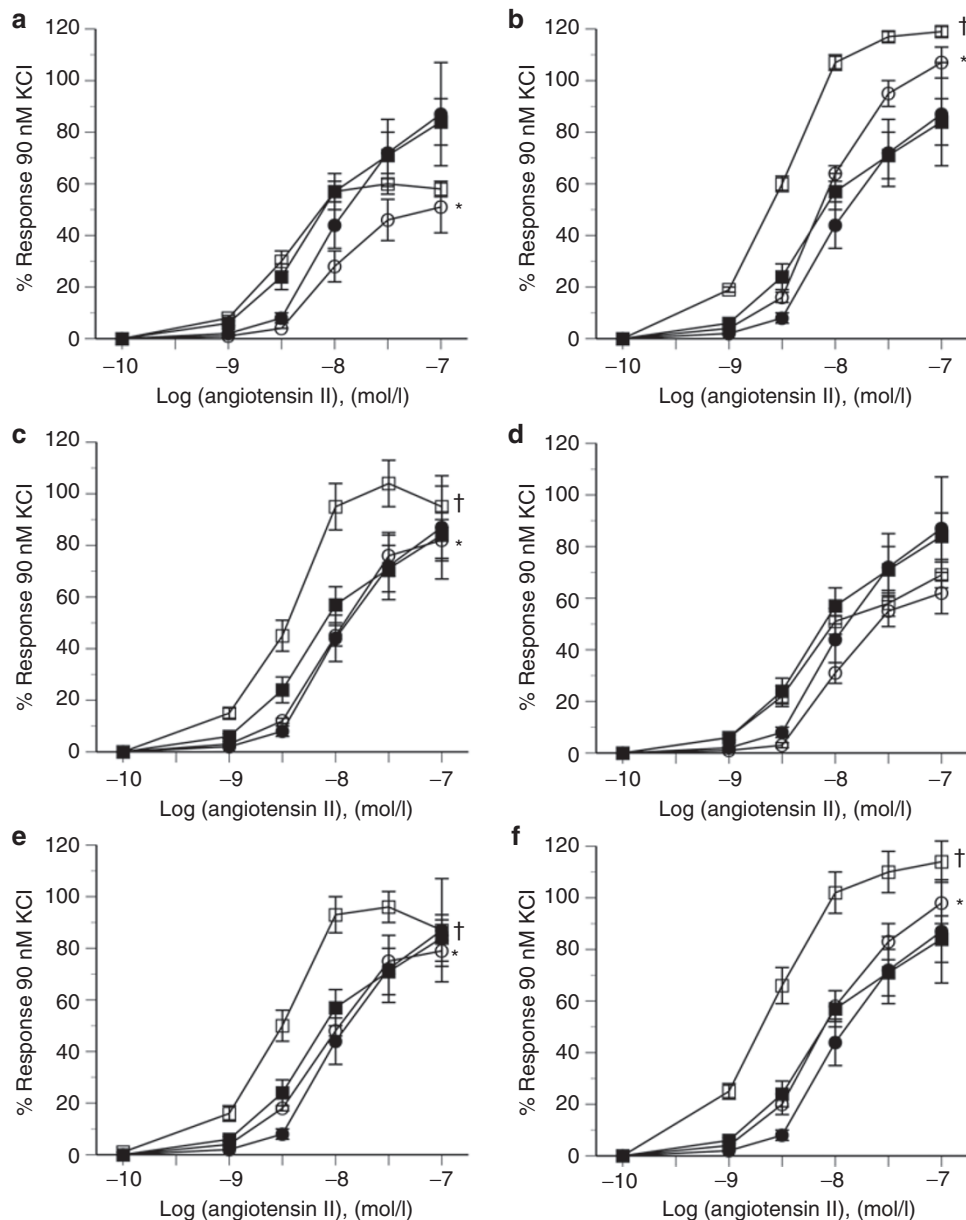 a
120
100
80
60
40
20
0
% Response 90 nM KCl
*
−10 −9 −8 −7
Log (angiotensin II), (mol/l)
b
120
100
80
60
40
20
0
% Response 90 nM KCl
†
*
−10 −9 −8 −7
Log (angiotensin II), (mol/l)
c
120
100
80
60
40
20
0
% Response 90 nM KCl
†
*
−10 −9 −8 −7
Log (angiotensin II), (mol/l)
d
120
100
80
60
40
20
0
% Response 90 nM KCl
−10 −9 −8 −7
Log (angiotensin II), (mol/l)
e
120
100
80
60
40
20
0
% Response 90 nM KCl
†
*
−10 −9 −8 −7
Log (angiotensin II), (mol/l)
f
120
100
80
60
40
20
0
% Response 90 nM KCl
†
*
−10 −9 −8 −7
Log (angiotensin II), (mol/l)